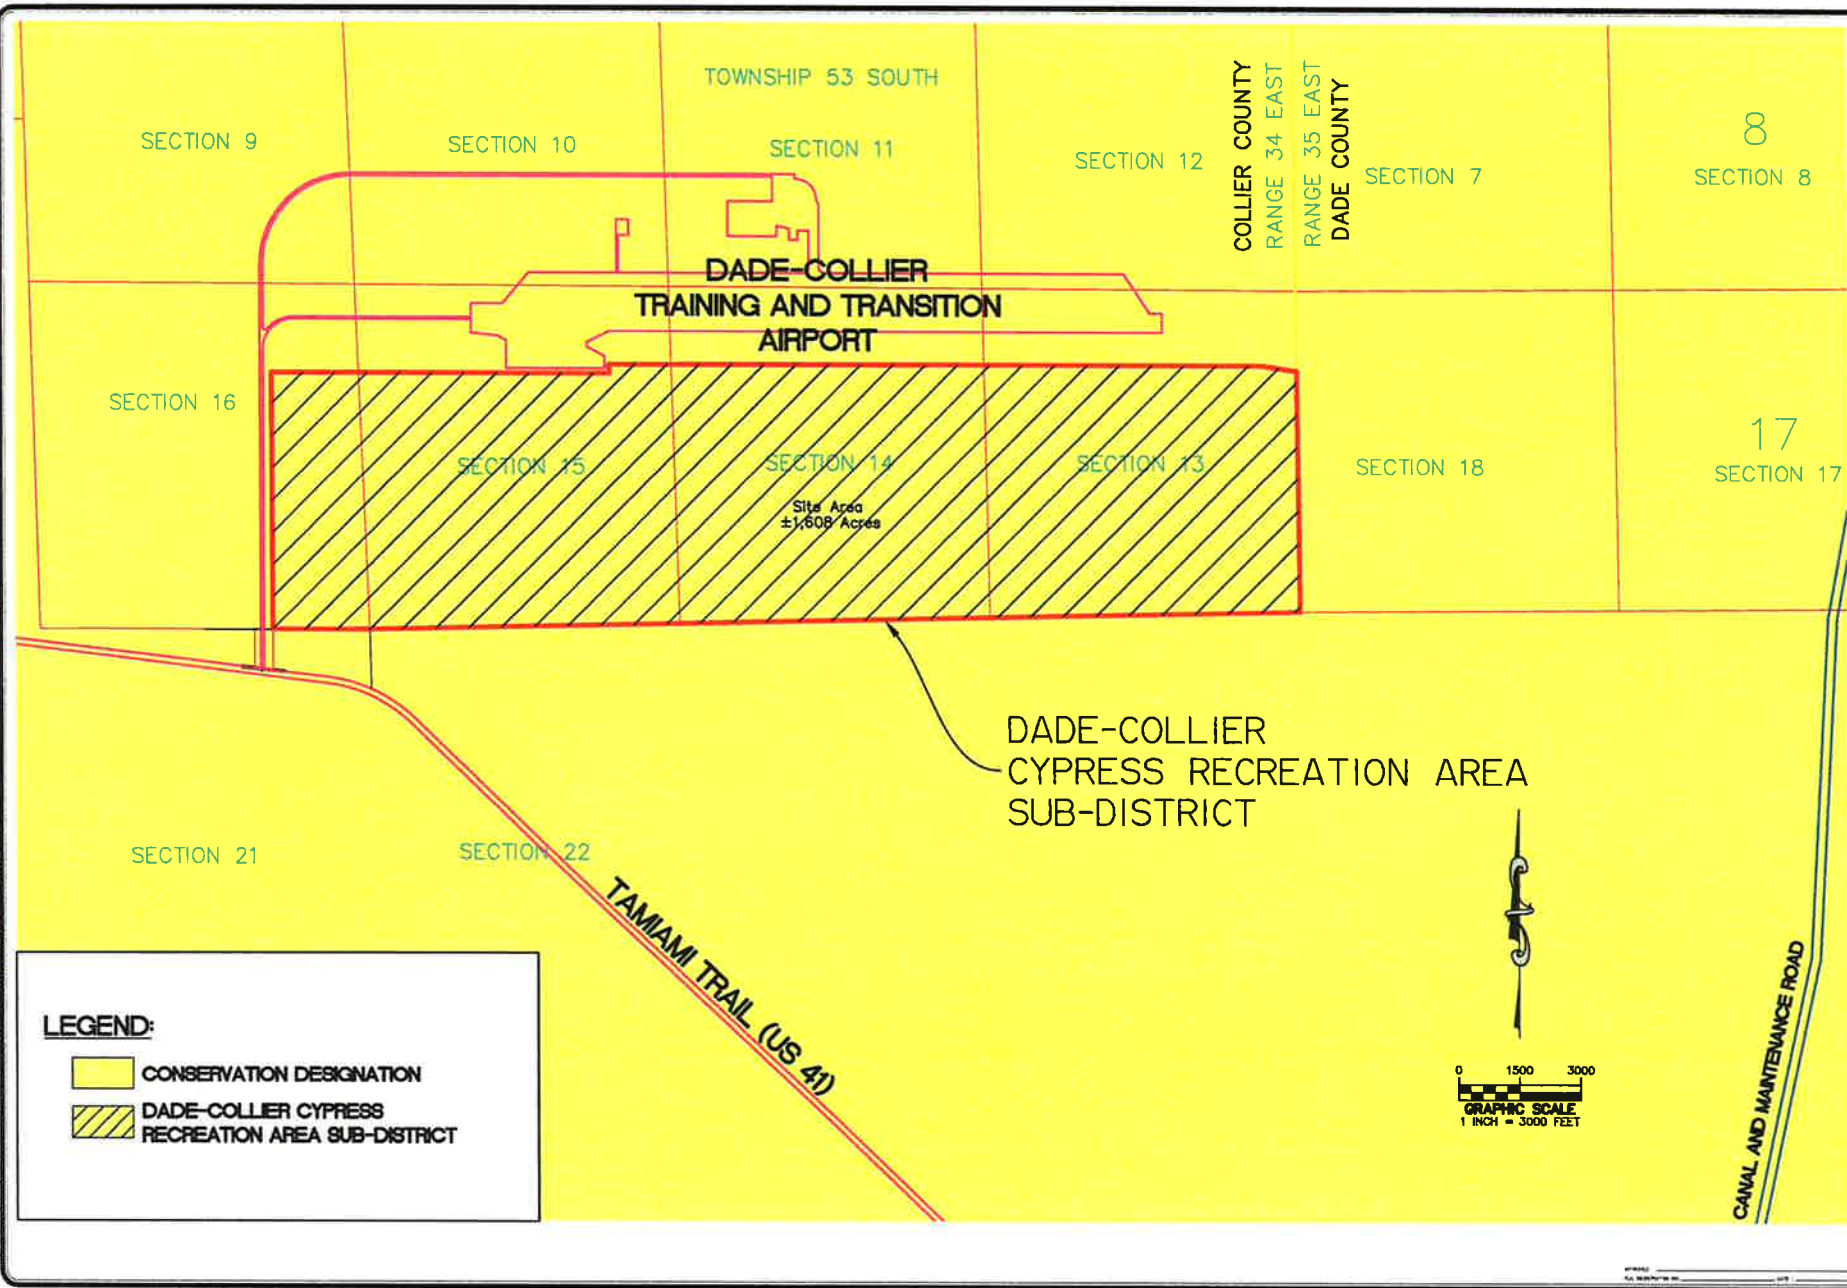 TOWNSHIP 53 SOUTH
SECTION 9
SECTION 10
SECTION 11
SECTION 12
COLLIER COUNTY
RANGE 34 EAST
RANGE 35 EAST
DADE COUNTY
SECTION 7
8
SECTION 8
DADE-COLLIER
TRAINING AND TRANSITION
AIRPORT
SECTION 16
SECTION 15
SECTION 14
SECTION 13
SECTION 18
17
SECTION 17
Site Area
±1,608 Acres
DADE-COLLIER
CYPRESS RECREATION AREA
SUB-DISTRICT
SECTION 21
SECTION 22
TAMIAMI TRAIL (US 41)
CANAL AND MAINTENANCE ROAD
LEGEND:
CONSERVATION DESIGNATION
DADE-COLLIER CYPRESS
RECREATION AREA SUB-DISTRICT
0 1500 3000
GRAPHIC SCALE
1 INCH = 3000 FEET